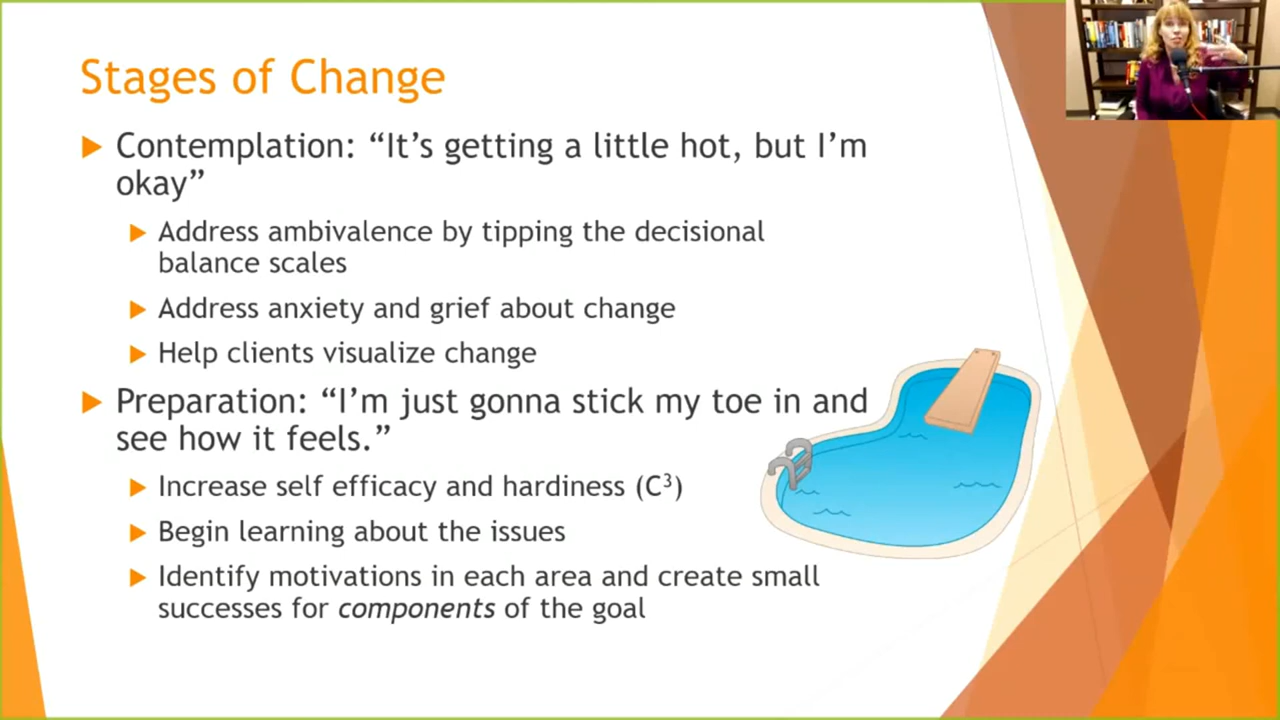 Stages of Change
Contemplation: “It’s getting a little hot, but I’m
okay”
Address ambivalence by tipping the decisional
balance scales
Address anxiety and grief about change
Help clients visualize change
Preparation: “I’m just gonna stick my toe in and
see how it feels.”
Increase self efficacy and hardiness (C³)
Begin learning about the issues
Identify motivations in each area and create small
successes for components of the goal